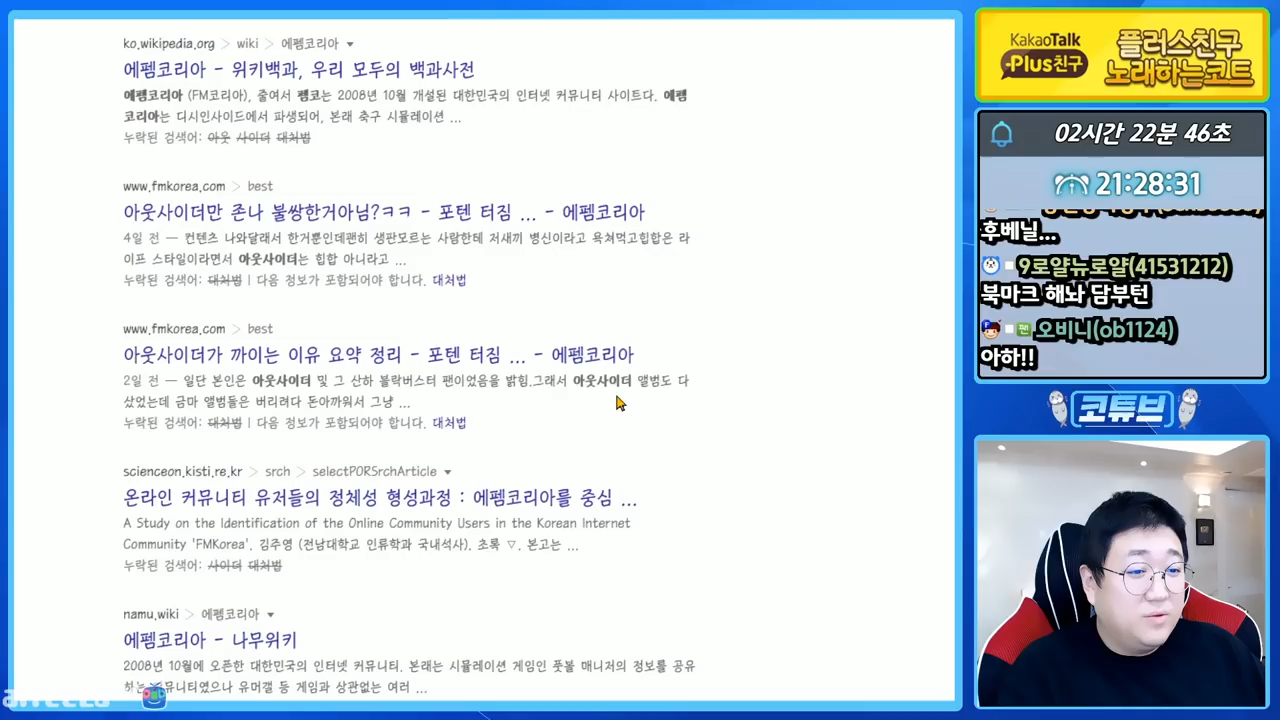 ko.wikipedia.org > wiki > 에펨코리아
에펨코리아 - 위키백과, 우리 모두의 백과사전
에펨코리아 (FM코리아), 줄여서 펨코는 2008년 10월 개설된 대한민국의 인터넷 커뮤니티 사이트다. 에펨
코리아는 디시인사이드에서 파생되어, 본래 축구 시뮬레이션 ...
누락된 검색어: 아웃 사이더 대처법
www.fmkorea.com > best
아웃사이더만 존나 불쌍한거아님?ㅋㅋ - 포텐 터짐 ... - 에펨코리아
4일 전 — 컨텐츠 나와달래서 한거뿐인데괜히 생판모르는 사람한테 저새끼 병신이라고 욕쳐먹고힙합은 라
이프 스타일이라면서 아웃사이더는 힙합 아니라고 ...
누락된 검색어: 대처법 | 다음 정보가 포함되어야 합니다. 대처법
www.fmkorea.com > best
아웃사이더가 까이는 이유 요약 정리 - 포텐 터짐 ... - 에펨코리아
2일 전 — 일단 본인은 아웃사이더 및 그 산하 블락버스터 팬이었음을 밝힘.그래서 아웃사이더 앨범도 다
샀었는데 금마 앨범들은 버리려다 돈아까워서 그냥 ...
누락된 검색어: 대처법 | 다음 정보가 포함되어야 합니다. 대처법
scienceon.kisti.re.kr > srch > selectPORSrchArticle
온라인 커뮤니티 유저들의 정체성 형성과정 : 에펨코리아를 중심 ...
A Study on the Identification of the Online Community Users in the Korean Internet
Community 'FMKorea'. 김주영 (전남대학교 인류학과 국내석사). 초록 ▽. 본고는 ...
누락된 검색어: 사이더 대처법
namu.wiki > 에펨코리아
에펨코리아 - 나무위키
2008년 10월에 오픈한 대한민국의 인터넷 커뮤니티. 본래는 시뮬레이션 게임인 풋볼 매니저의 정보를 공유
하는 커뮤니티였으나 유머갤 등 게임과 상관없는 여러 ...
KakaoTalk
Plus친구
플러스친구
노래하는코트
02시간 22분 46초
21:28:31
후베닐...
9로얄뉴로얄(41531212)
북마크 해놔 담부턴
팬 오비니(ob1124)
아하!!
코튜브